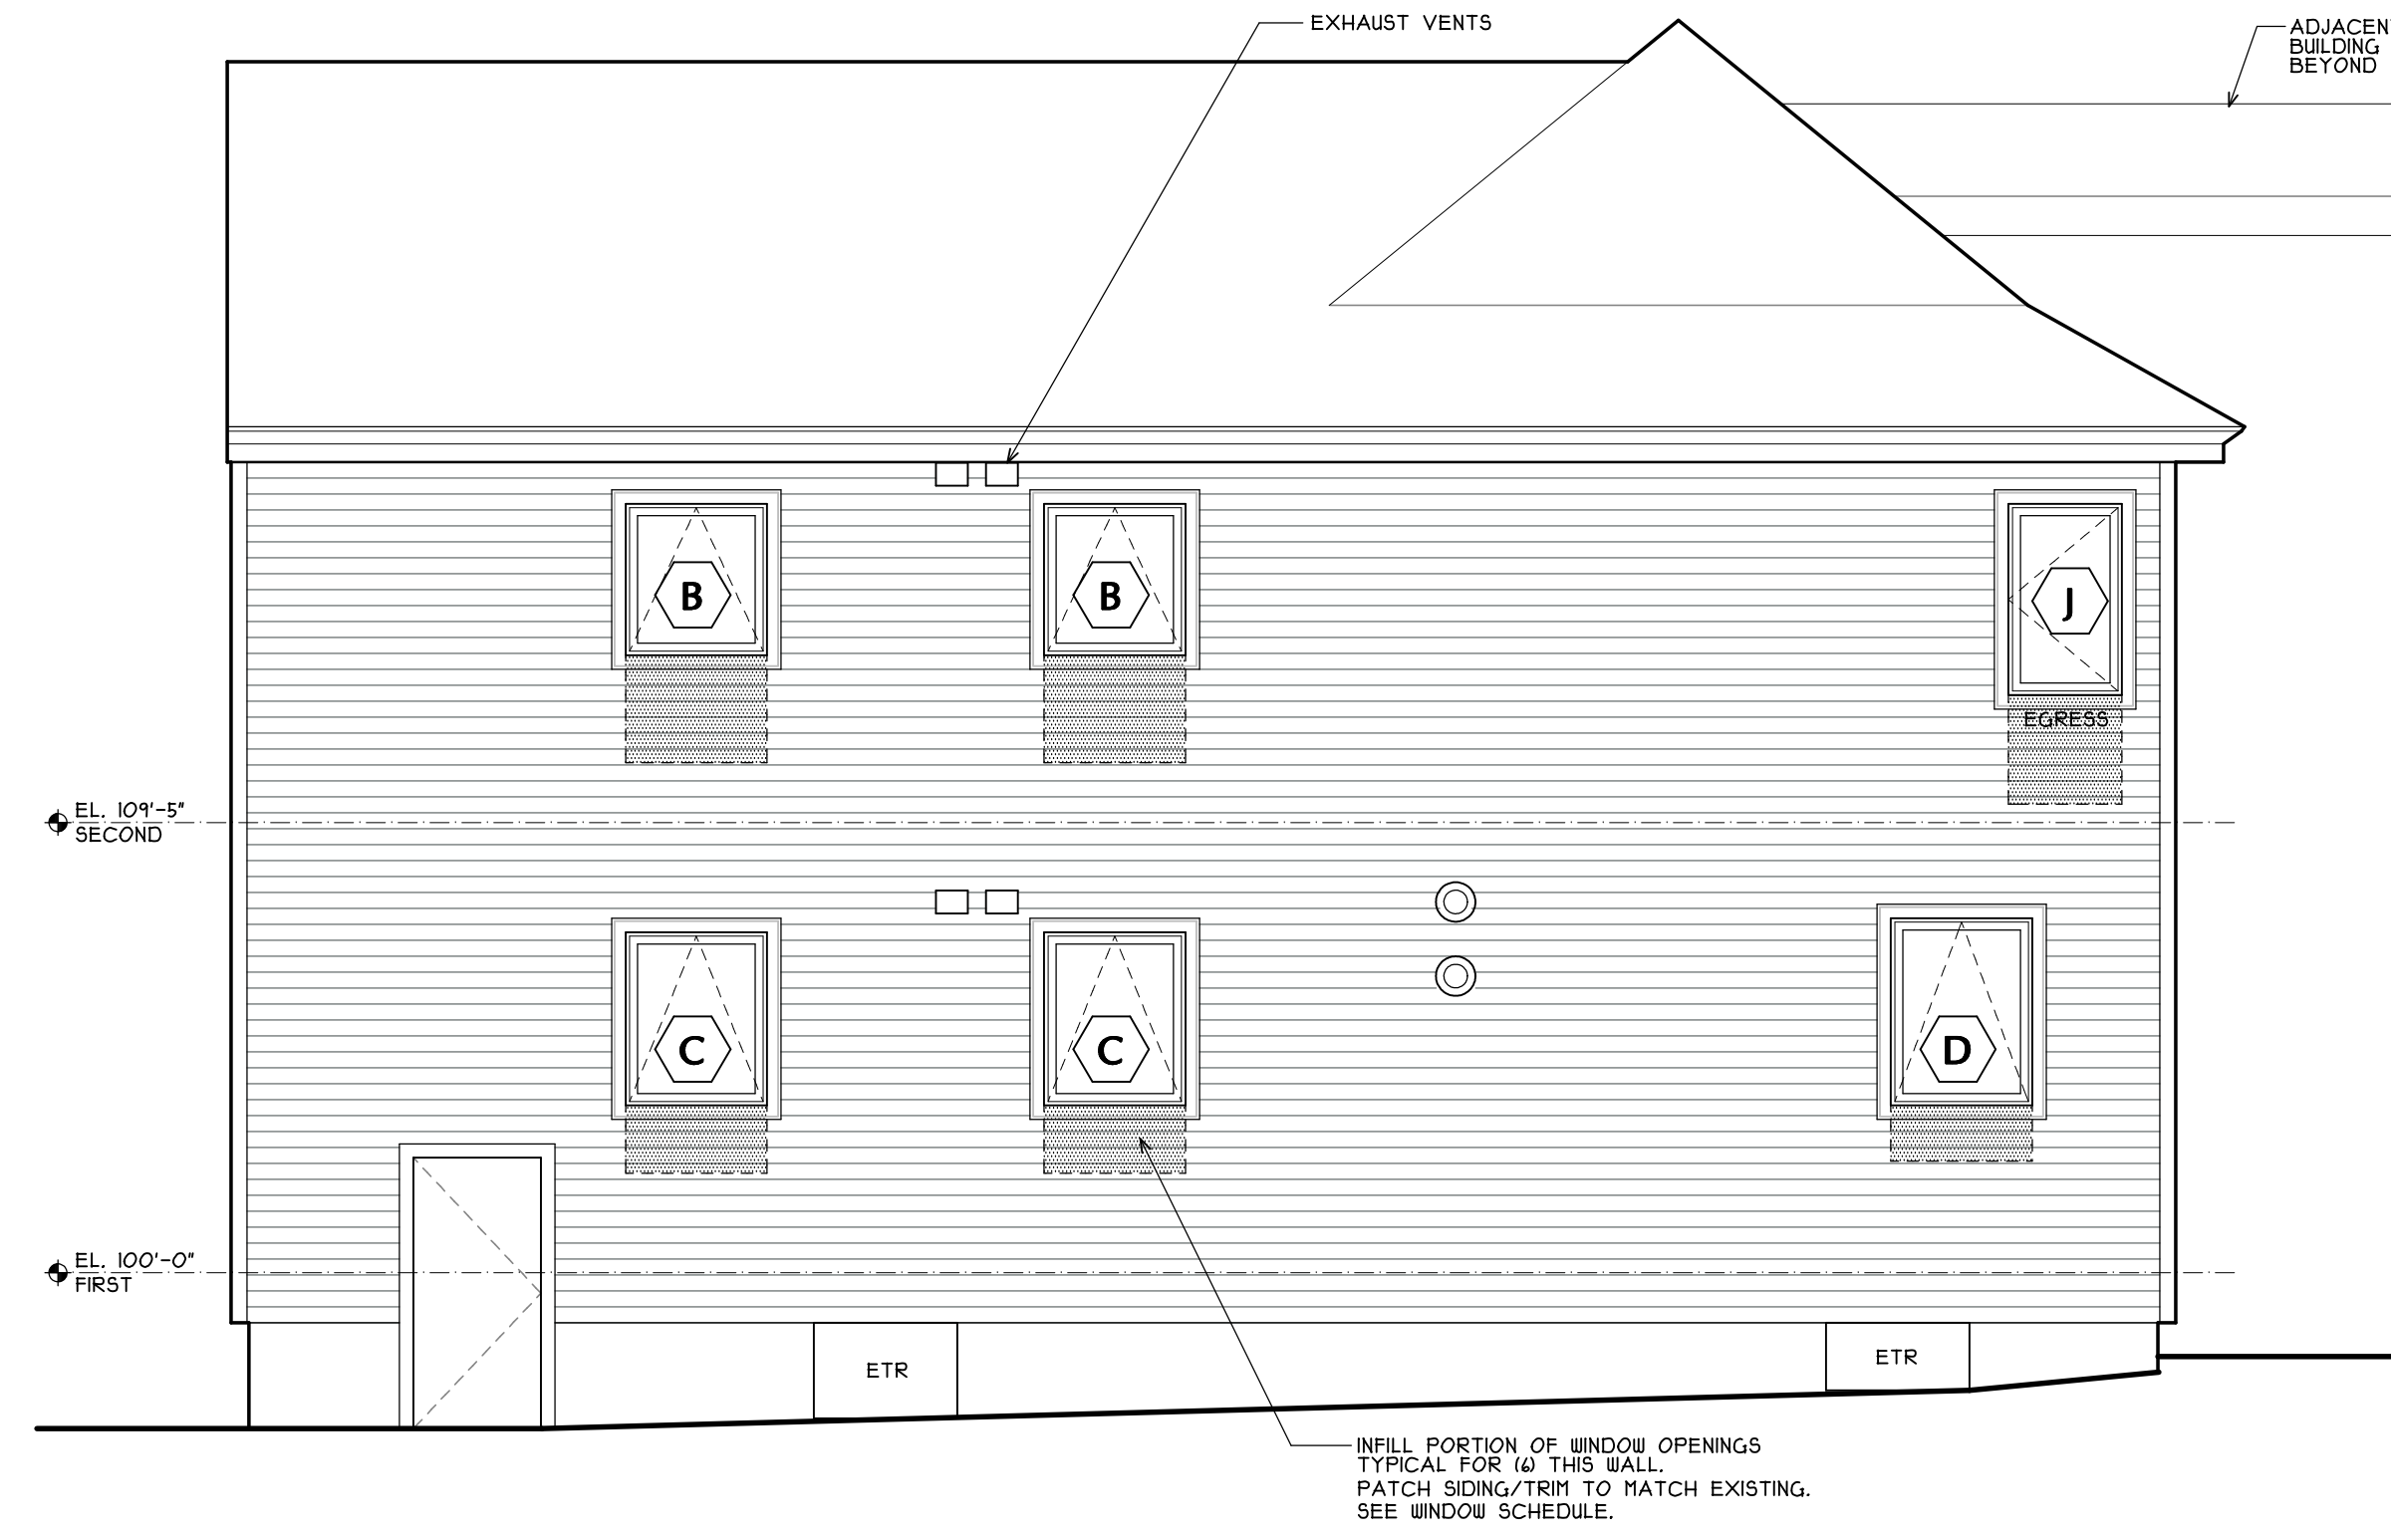 EXHAUST VENTS
ADJACENT
BUILDING
BEYOND
B
B
J
EGRESS
EL. 109'-5"
SECOND
C
C
D
EL. 100'-0"
FIRST
ETR
ETR
INFILL PORTION OF WINDOW OPENINGS
TYPICAL FOR (6) THIS WALL.
PATCH SIDING/TRIM TO MATCH EXISTING.
SEE WINDOW SCHEDULE.